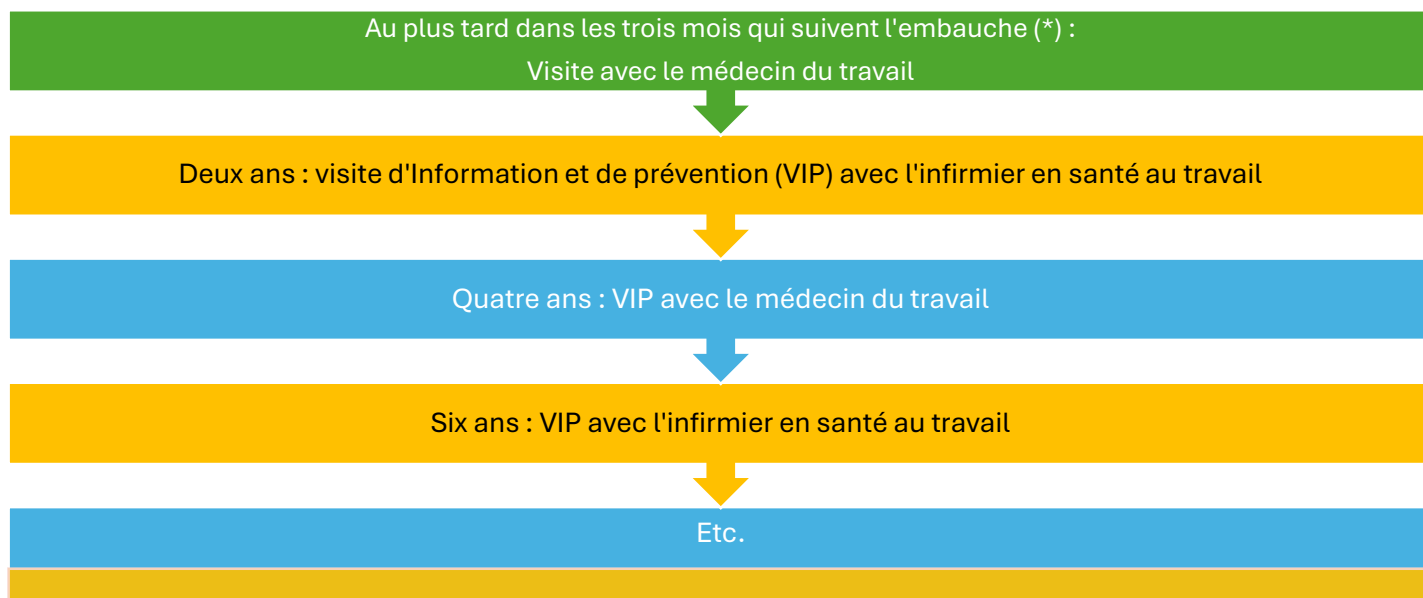 Au plus tard dans les trois mois qui suivent l'embauche (*) :
Visite avec le médecin du travail
Deux ans : visite d'Information et de prévention (VIP) avec l'infirmier en santé au travail
Quatre ans : VIP avec le médecin du travail
Six ans : VIP avec l'infirmier en santé au travail
Etc.